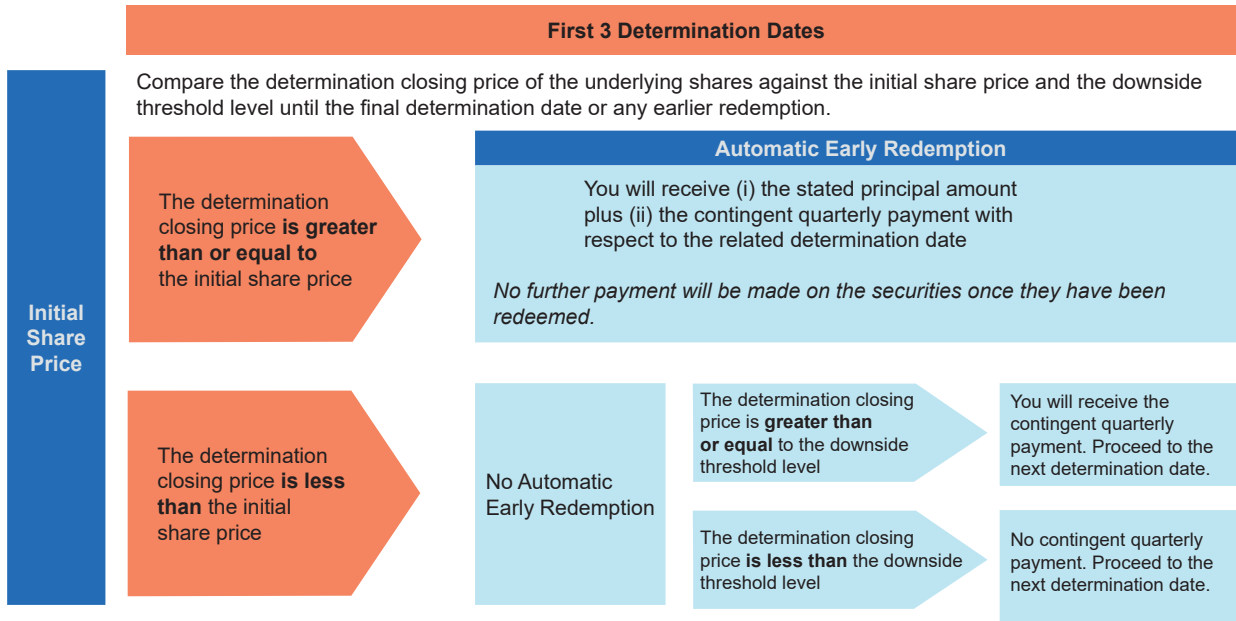 First 3 Determination Dates
Compare the determination closing price of the underlying shares against the initial share price and the downside
threshold level until the final determination date or any earlier redemption.
Initial
Share
Price
The determination
closing price is greater
than or equal to
the initial share price
Automatic Early Redemption
You will receive (i) the stated principal amount
plus (ii) the contingent quarterly payment with
respect to the related determination date
No further payment will be made on the securities once they have been
redeemed.
The determination
closing price is less
than the initial
share price
No Automatic
Early Redemption
The determination closing
price is greater than
or equal to the downside
threshold level
You will receive the
contingent quarterly
payment. Proceed to the
next determination date.
The determination closing
price is less than the downside
threshold level
No contingent quarterly
payment. Proceed to the
next determination date.